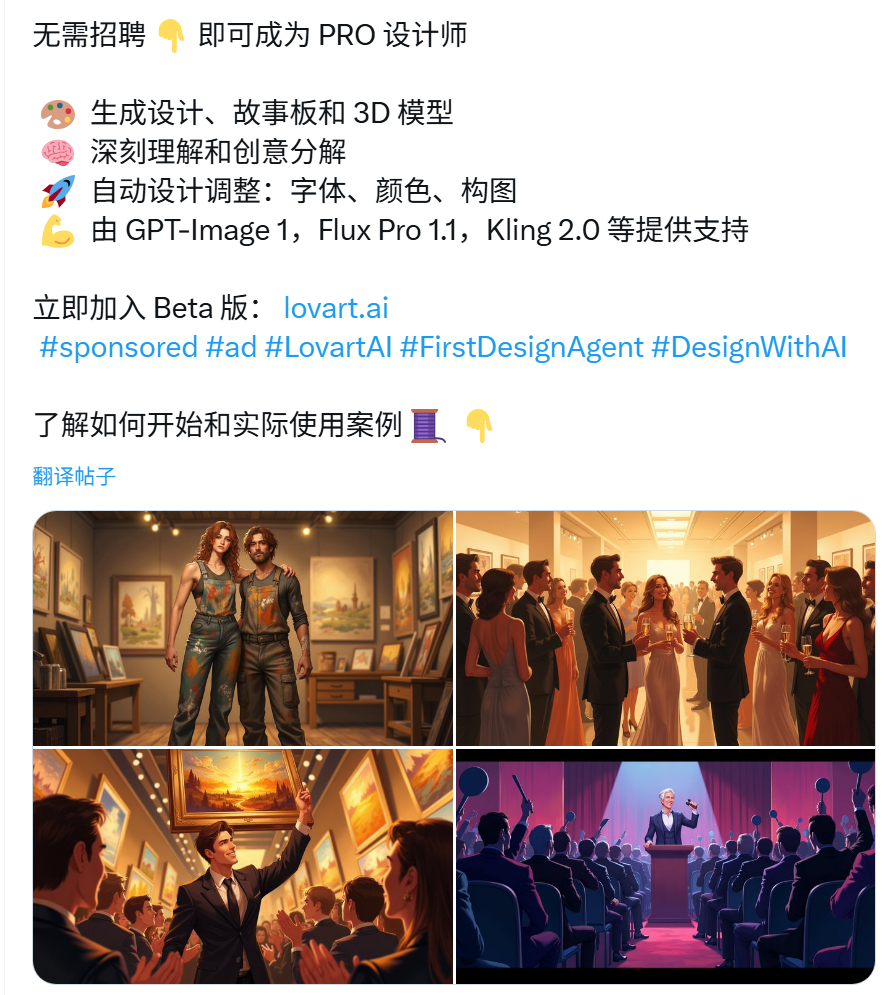 无需招聘 👇 即可成为 PRO 设计师
🎨 生成设计、故事板和 3D 模型
🧠 深刻理解和创意分解
🚀 自动设计调整：字体、颜色、构图
💪 由 GPT-Image 1，Flux Pro 1.1，Kling 2.0 等提供支持
立即加入 Beta 版： lovart.ai
#sponsored #ad #LovartAI #FirstDesignAgent #DesignWithAI
了解如何开始和实际使用案例🧵 👇
翻译帖子